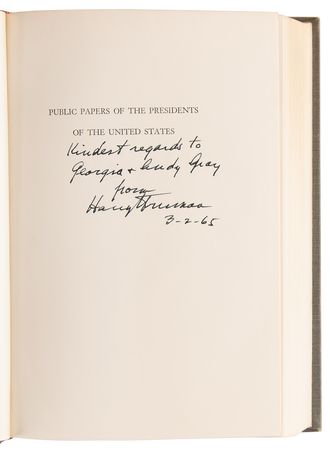 PUBLIC PAPERS OF THE PRESIDENTS
OF THE UNITED STATES
Kindest regards to
Georgia & Andy Gray
from
Harry Truman
3-2-65